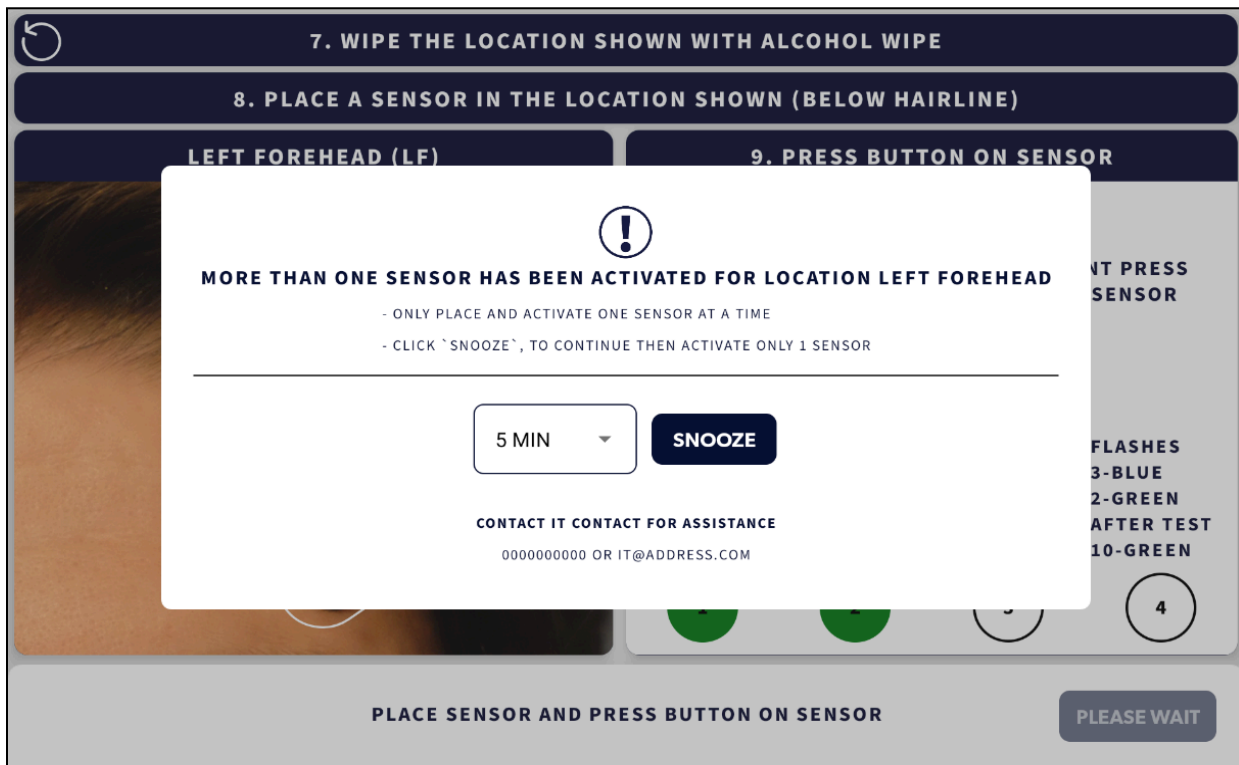 7. WIPE THE LOCATION SHOWN WITH ALCOHOL WIPE
8. PLACE A SENSOR IN THE LOCATION SHOWN (BELOW HAIRLINE)
LEFT FOREHEAD (LF)
9. PRESS BUTTON ON SENSOR
!
MORE THAN ONE SENSOR HAS BEEN ACTIVATED FOR LOCATION LEFT FOREHEAD
- ONLY PLACE AND ACTIVATE ONE SENSOR AT A TIME
- CLICK `SNOOZE`, TO CONTINUE THEN ACTIVATE ONLY 1 SENSOR
5 MIN
SNOOZE
CONTACT IT CONTACT FOR ASSISTANCE
0000000000 OR IT@ADDRESS.COM
PRESS
SENSOR
FLASHES
3-BLUE
2-GREEN
AFTER TEST
10-GREEN
4
PLACE SENSOR AND PRESS BUTTON ON SENSOR
PLEASE WAIT